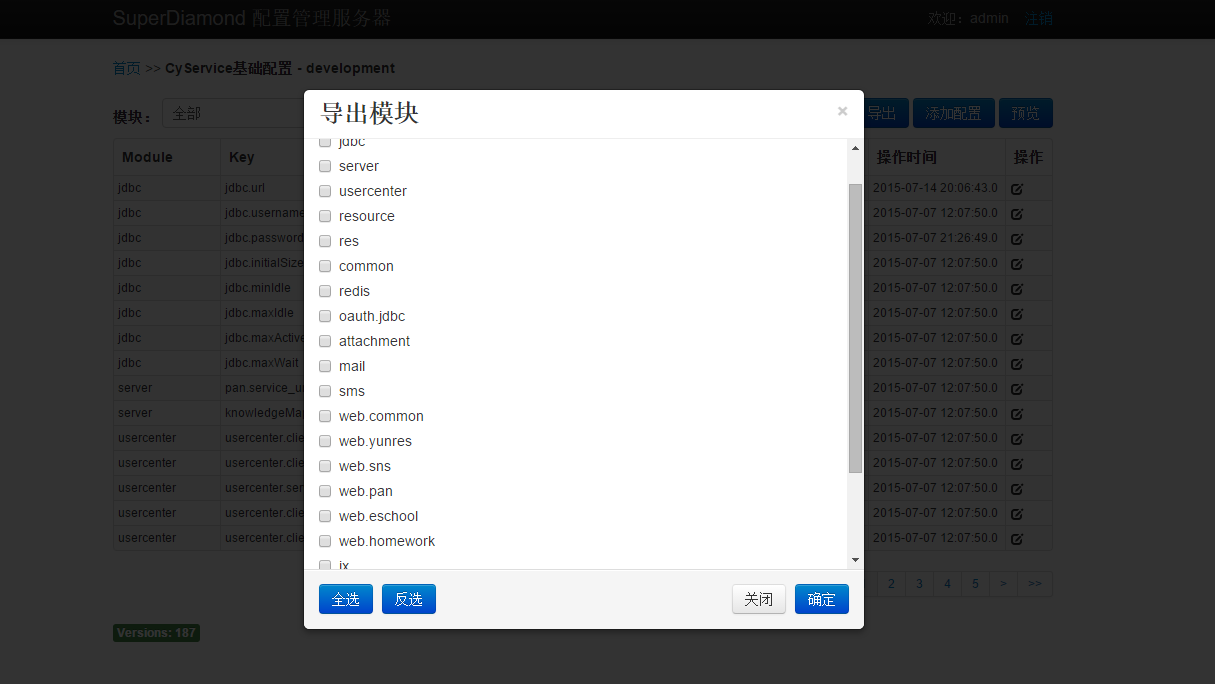 SuperDiamond 配置管理服务器
欢迎：admin 注销
首页 >> CyService基础配置 - development
模块： 全部
导出 添加配置 预览
导出模块
×
Module Key 操作时间 操作
jdbc jdbc.url 2015-07-14 20:06:43.0
jdbc jdbc.username 2015-07-07 12:07:50.0
jdbc jdbc.password 2015-07-07 21:26:49.0
jdbc jdbc.initialSize 2015-07-07 12:07:50.0
jdbc jdbc.minIdle 2015-07-07 12:07:50.0
jdbc jdbc.maxIdle 2015-07-07 12:07:50.0
jdbc jdbc.maxActive 2015-07-07 12:07:50.0
jdbc jdbc.maxWait 2015-07-07 12:07:50.0
server pan.service_u 2015-07-07 12:07:50.0
server knowledgeMa 2015-07-07 12:07:50.0
usercenter usercenter.clie 2015-07-07 12:07:50.0
usercenter usercenter.clie 2015-07-07 12:07:50.0
usercenter usercenter.ser 2015-07-07 12:07:50.0
usercenter usercenter.clie 2015-07-07 12:07:50.0
usercenter usercenter.clie 2015-07-07 12:07:50.0
jdbc
server
usercenter
resource
res
common
redis
oauth.jdbc
attachment
mail
sms
web.common
web.yunres
web.sns
web.pan
web.eschool
web.homework
全选 反选 关闭 确定
2 3 4 5 > >>
Versions: 187